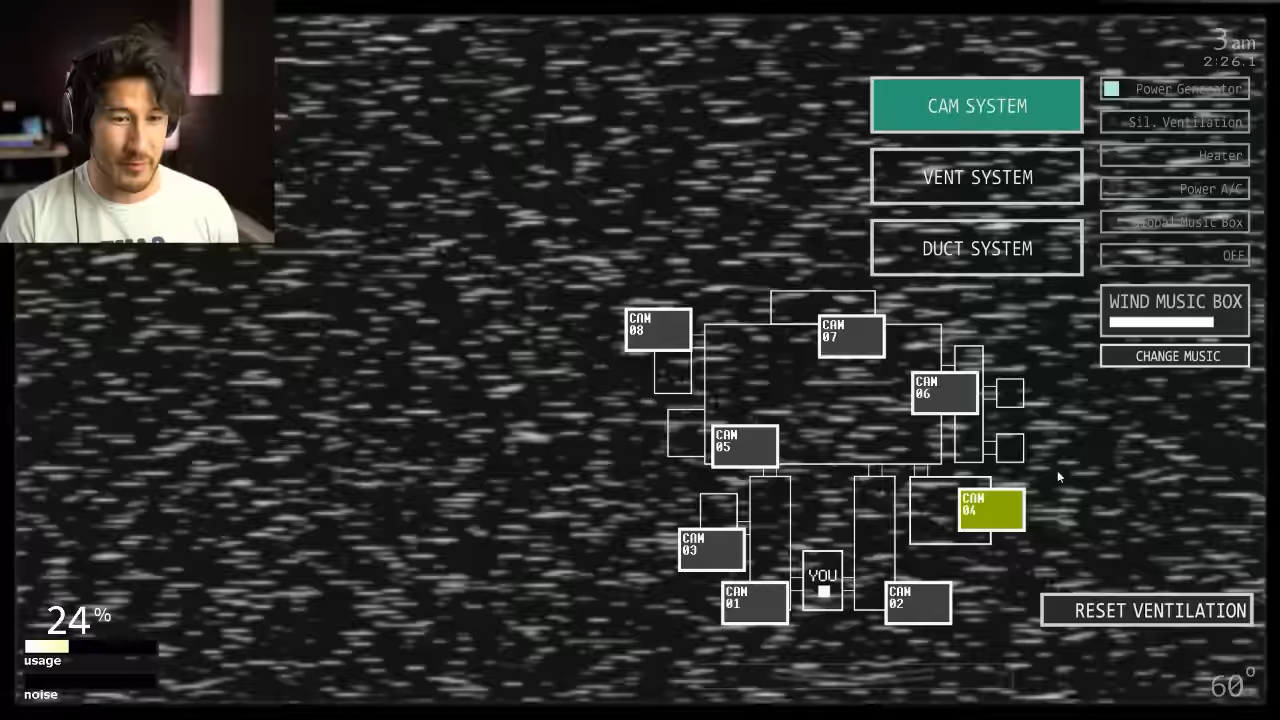 3 am
2:26.1
CAM SYSTEM
Power Generator
Sil. Ventilation
Heater
VENT SYSTEM
Power A/C
Global Music Box
DUCT SYSTEM
OFF
WIND MUSIC BOX
CHANGE MUSIC
CAM
08
CAM
07
CAM
06
CAM
05
CAM
04
CAM
03
YOU
CAM
01
CAM
02
RESET VENTILATION
24%
usage
noise
60°